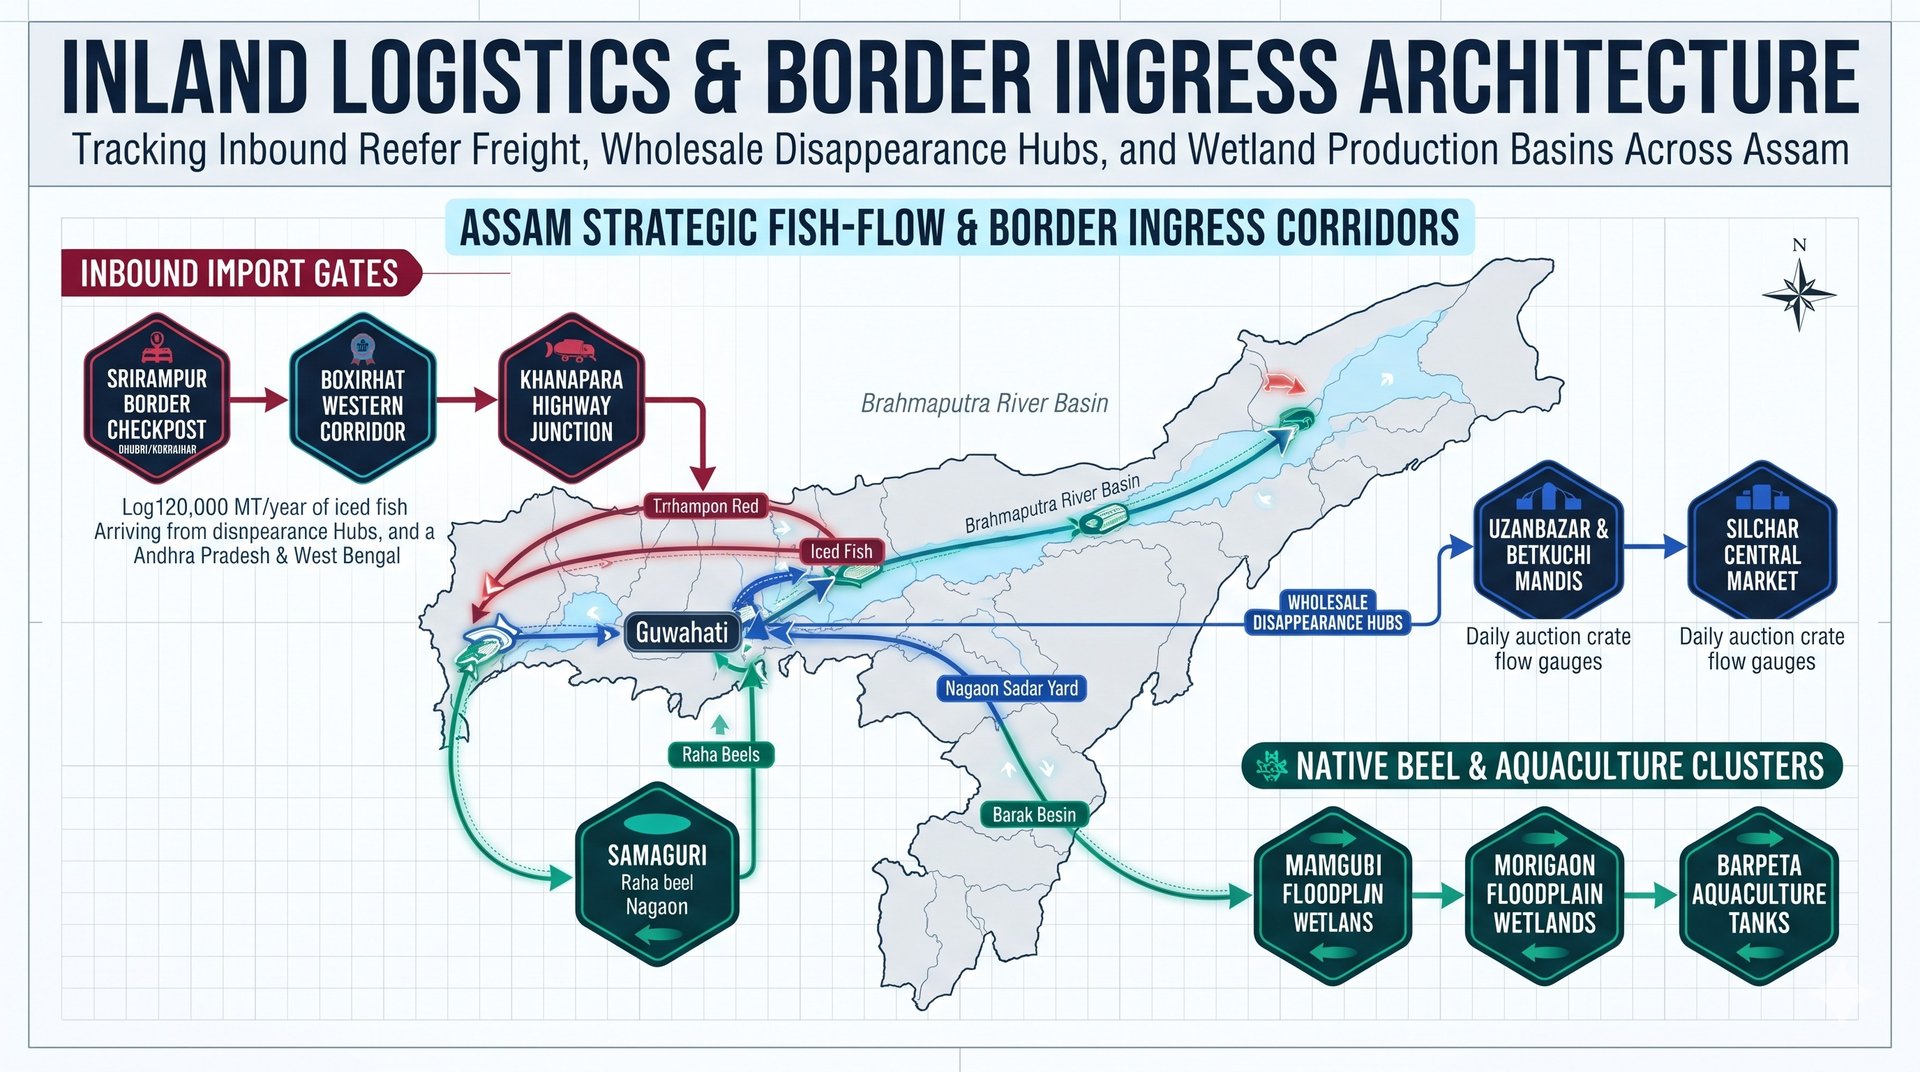 INLAND LOGISTICS & BORDER INGRESS ARCHITECTURE
Tracking Inbound Reefer Freight, Wholesale Disappearance Hubs, and Wetland Production Basins Across Assam
ASSAM STRATEGIC FISH-FLOW & BORDER INGRESS CORRIDORS
INBOUND IMPORT GATES
N
SRIRAMPUR
BORDER
CHECKPOST
BOXIRHAT
WESTERN
CORRIDOR
KHANAPARA
HIGHWAY
JUNCTION
Log120,000 MT/year of iced fish
Arriving from disnpearance Hubs, and a
Andhra Pradesh & West Bengal
Brahmaputra River Basin
T.rhampon Red
Iced Fish
Brahmaputra River Basin
Guwahati
WHOLESALE
DISAPPEARANCE HUBS
UZANBAZAR &
BETKUCHI
MANDIS
Daily auction crate
flow gauges
SILCHAR
CENTRAL
MARKET
Daily auction crate
flow gauges
Nagaon Sadar Yard
Raha Beels
Barak Besin
SAMAGURI
Raha beel
Nagaon
NATIVE BEEL & AQUACULTURE CLUSTERS
MAMGUBI
FLOODPLIN
WETLANS
MORIGAON
FLOODPLAIN
WETLANDS
BARPETA
AQUACULTURE
TANKS